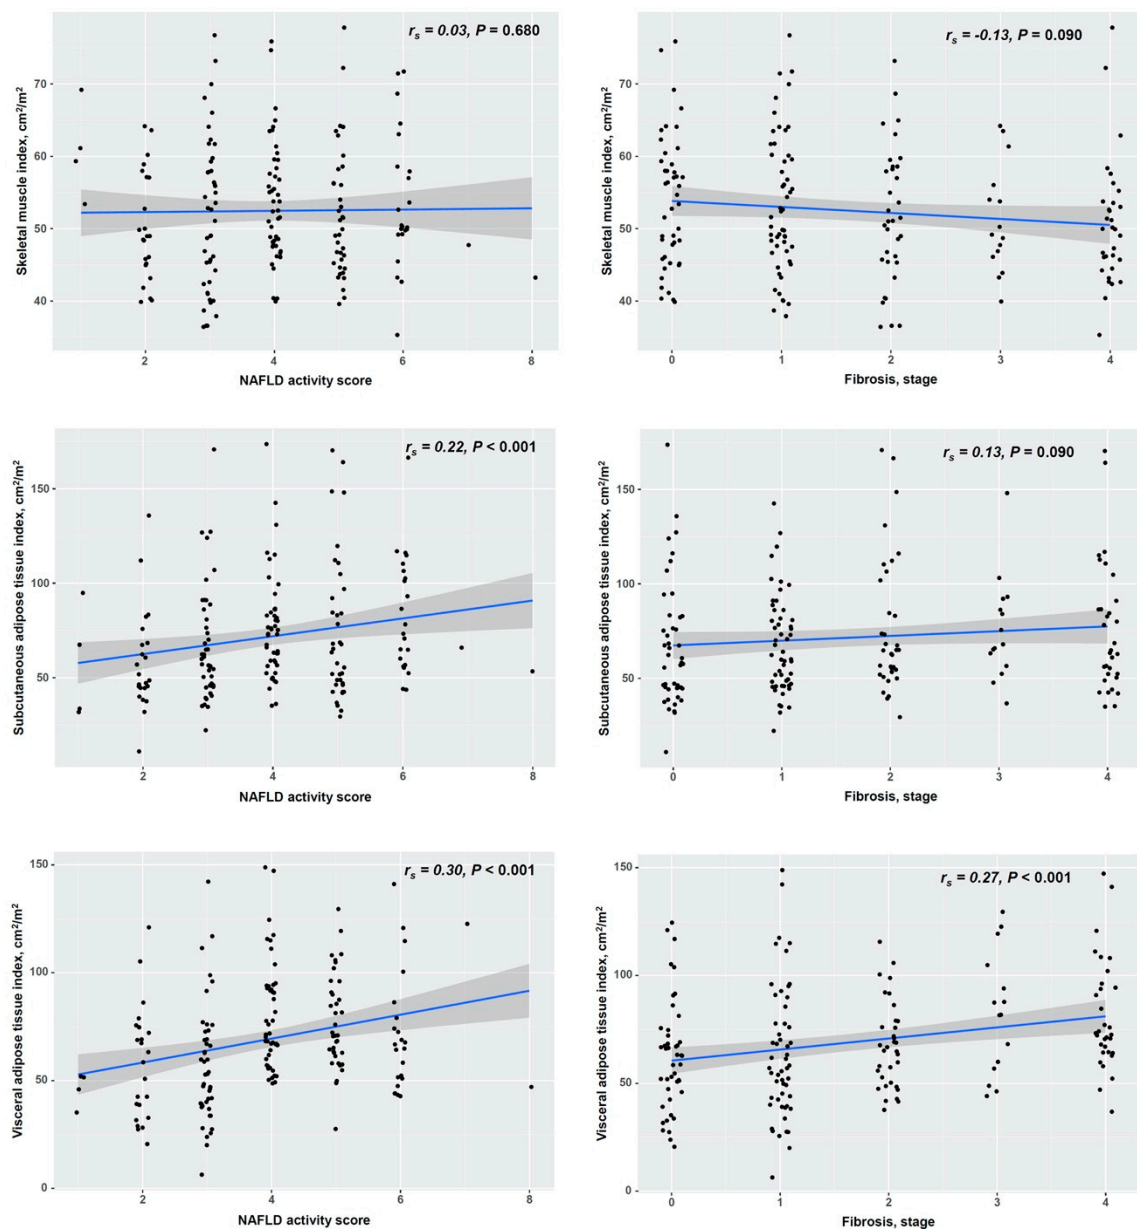 r_s = 0.03, P = 0.680
Skeletal muscle index, cm²/m²
70
60
50
40
2
4
6
8
NAFLD activity score
r_s = -0.13, P = 0.090
Skeletal muscle index, cm²/m²
70
60
50
40
0
1
2
3
4
Fibrosis, stage
r_s = 0.22, P < 0.001
Subcutaneous adipose tissue index, cm²/m²
150
100
50
2
4
6
8
NAFLD activity score
r_s = 0.13, P = 0.090
Subcutaneous adipose tissue index, cm²/m²
150
100
50
0
1
2
3
4
Fibrosis, stage
r_s = 0.30, P < 0.001
Visceral adipose tissue index, cm²/m²
150
100
50
0
2
4
6
8
NAFLD activity score
r_s = 0.27, P < 0.001
Visceral adipose tissue index, cm²/m²
150
100
50
0
0
1
2
3
4
Fibrosis, stage